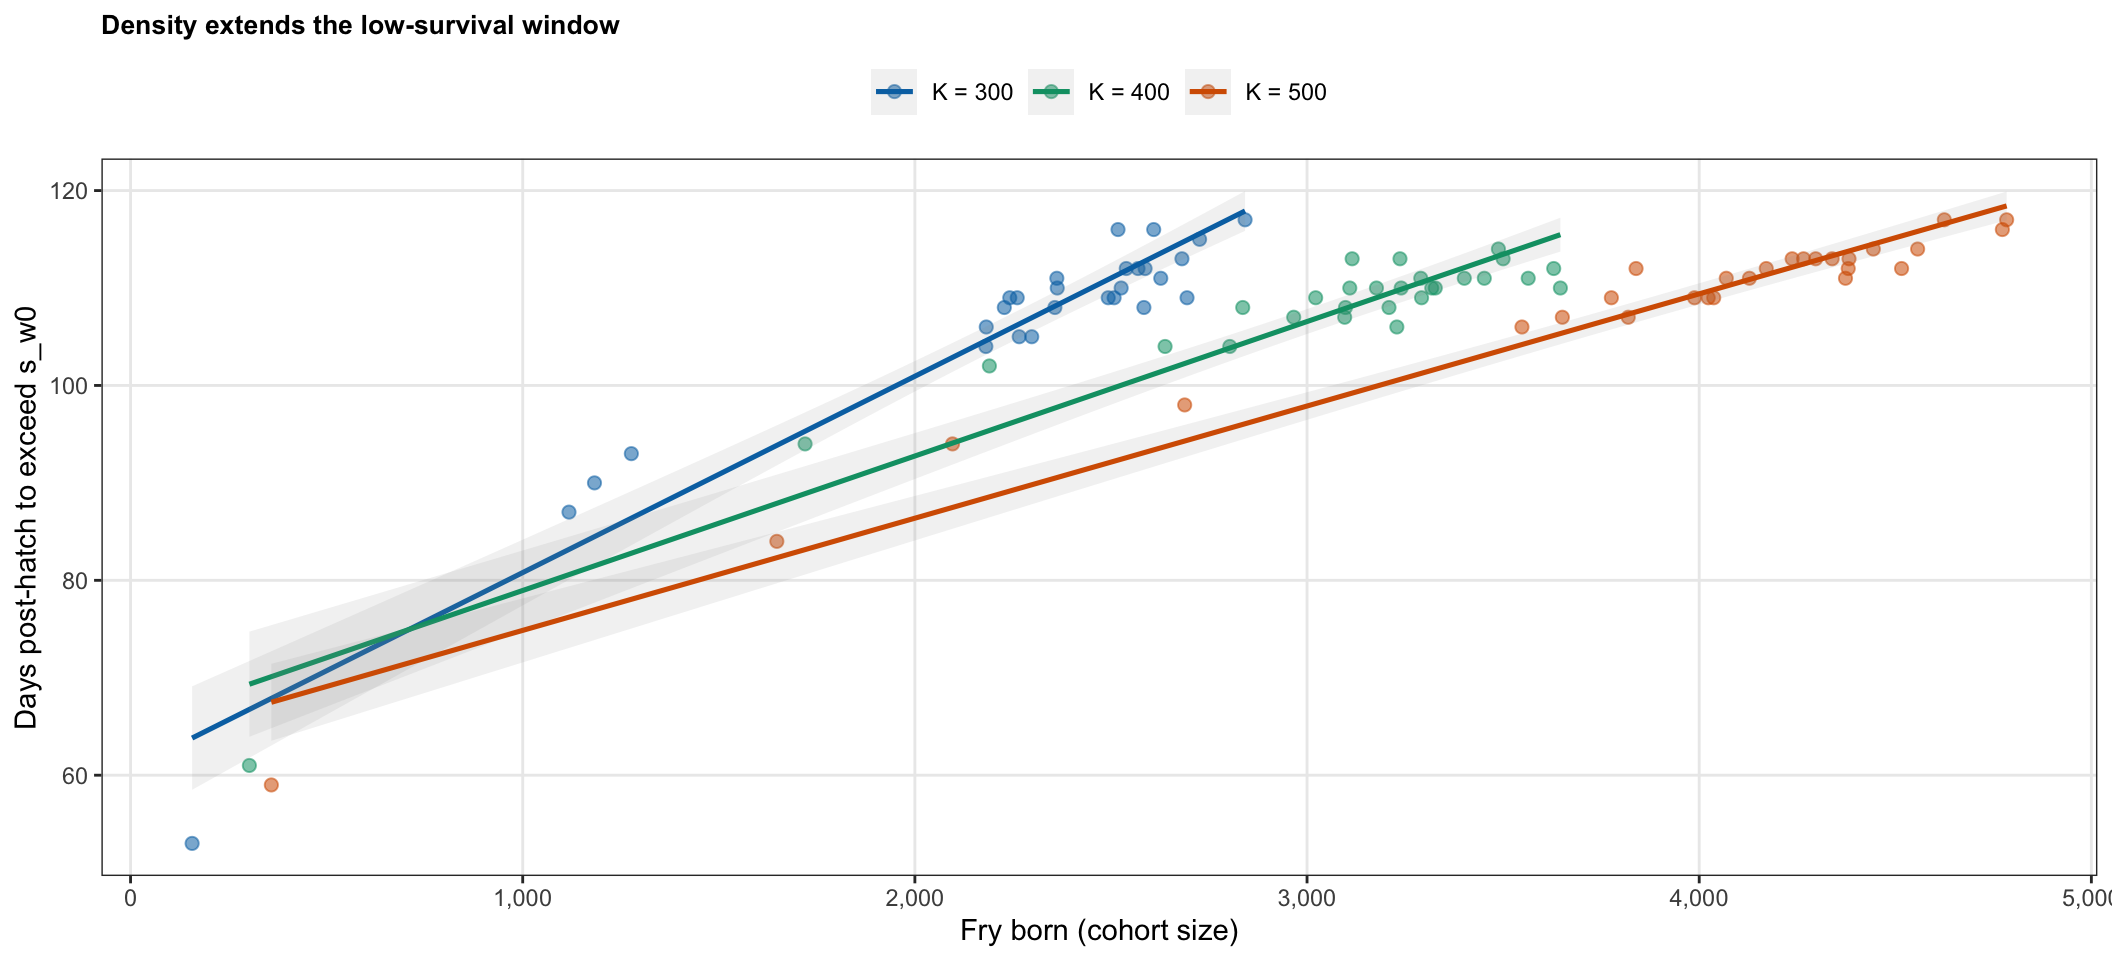 Density extends the low-survival window
K = 300 K = 400 K = 500
Days post-hatch to exceed s_w0
120
100
80
60
0 1,000 2,000 3,000 4,000 5,00
Fry born (cohort size)